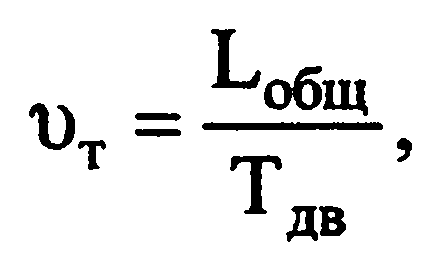 υт = Lобщ / Tдв,